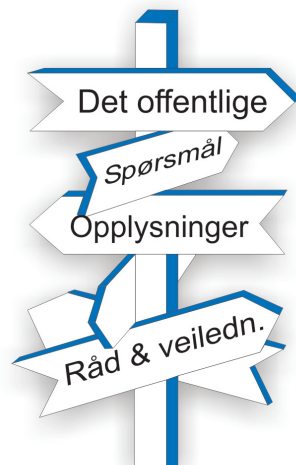 Det offentlige
Spørsmål
Opplysninger
Råd & veiledn.